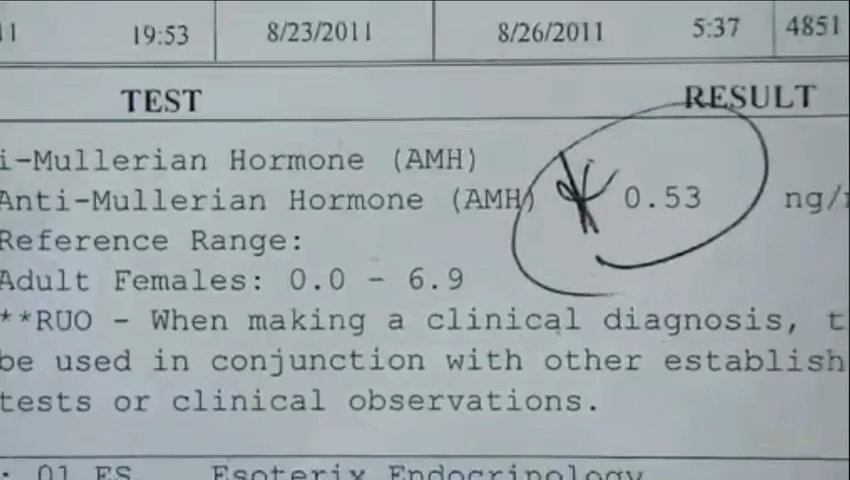 11 19:53 8/23/2011 8/26/2011 5:37 4851
TEST RESULT
i-Mullerian Hormone (AMH)
Anti-Mullerian Hormone (AMH) 0.53 ng/
Reference Range:
Adult Females: 0.0 - 6.9
**RUO - When making a clinical diagnosis, t
be used in conjunction with other establish
tests or clinical observations.
: 01 ES Esoterix Endocrinology